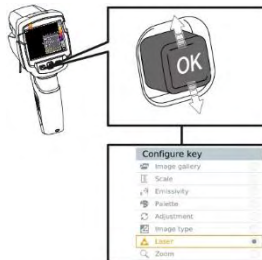 OK
Configure key
Image gallery
Scale
Emissivity
Palette
Adjustment
Image type
Laser
Zoom